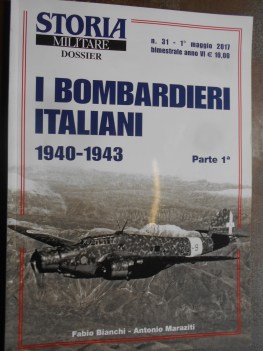 STORIA
MILITARE
DOSSIER
n. 31 - 1° maggio 2017
bimestrale anno VI € 10,00
I BOMBARDIERI
ITALIANI
1940-1943
Parte 1ª
Fabio Bianchi - Antonio Maraziti